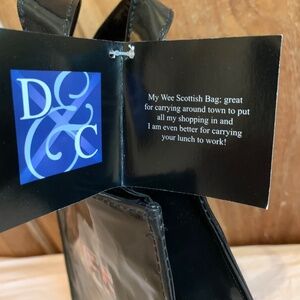 D&C
My Wee Scottish Bag; great
for carrying around town to put
all my shopping in and
I am even better for carrying
your lunch to work!